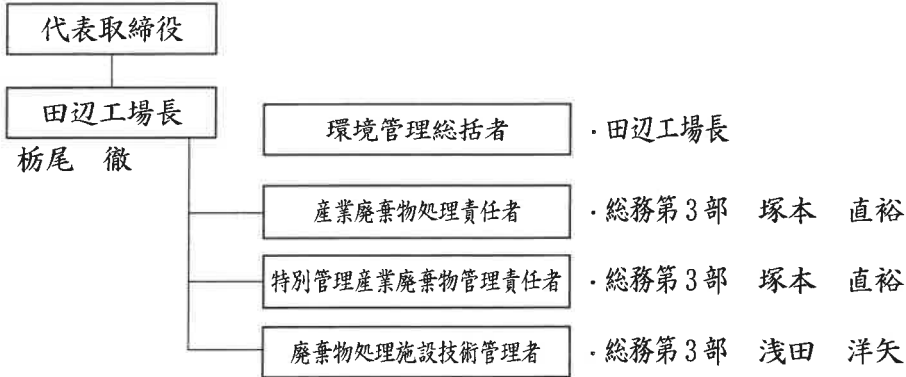 代表取締役
田辺工場長
栃尾 徹
環境管理総括者 ・田辺工場長
産業廃棄物処理責任者 ・総務第3部 塚本 直裕
特別管理産業廃棄物管理責任者 ・総務第3部 塚本 直裕
廃棄物処理施設技術管理者 ・総務第3部 浅田 洋矢